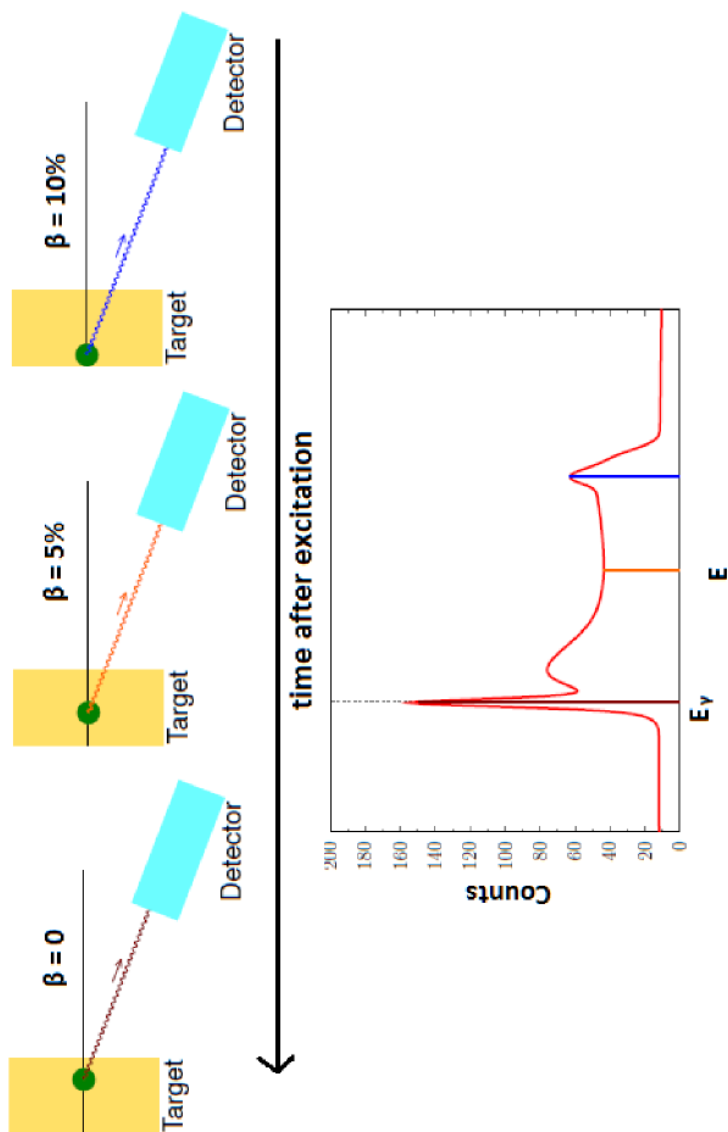 β = 0
β = 5%
β = 10%
Target
Detector
Target
Detector
Target
Detector
time after excitation
200
180
160
140
120
100
80
60
40
20
0
Counts
Eγ
E